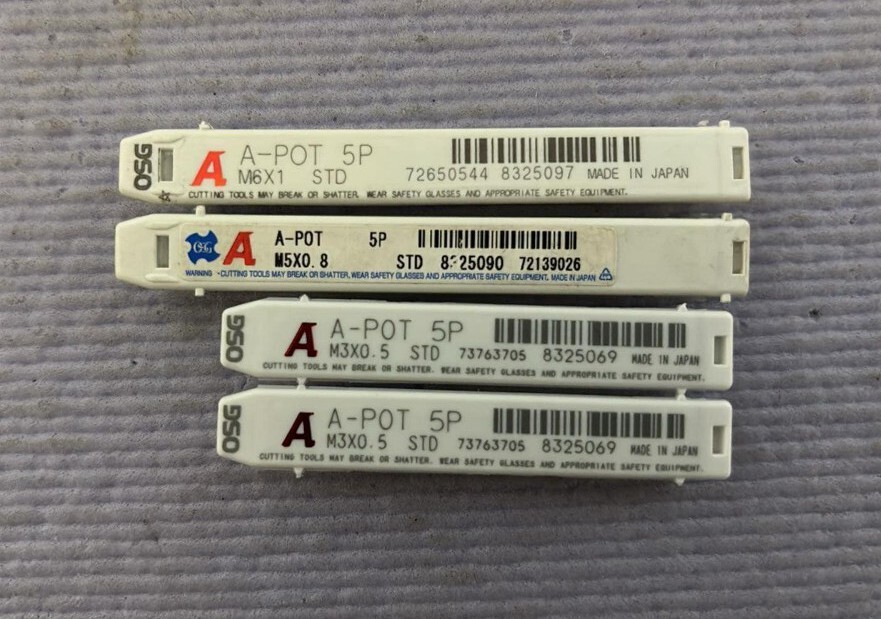 OSG
A A-POT 5P
M6X1 STD 72650544 8325097 MADE IN JAPAN
CUTTING TOOLS MAY BREAK OR SHATTER. WEAR SAFETY GLASSES AND APPROPRIATE SAFETY EQUIPMENT.
OSG A A-POT 5P
M5X0.8 STD 72139026
WARNING •CUTTING TOOLS MAY BREAK OR SHATTER, WEAR SAFETY GLASSES AND APPROPRIATE SAFETY EQUIPMENT, MADE IN JAPAN
OSG
A A-POT 5P
M3X0.5 STD 73763705 8325069 MADE IN JAPAN
CUTTING TOOLS MAY BREAK OR SHATTER. WEAR SAFETY GLASSES AND APPROPRIATE SAFETY EQUIPMENT.
OSG
A A-POT 5P
M3X0.5 STD 73763705 8325069 MADE IN JAPAN
CUTTING TOOLS MAY BREAK OR SHATTER. WEAR SAFETY GLASSES AND APPROPRIATE SAFETY EQUIPMENT.